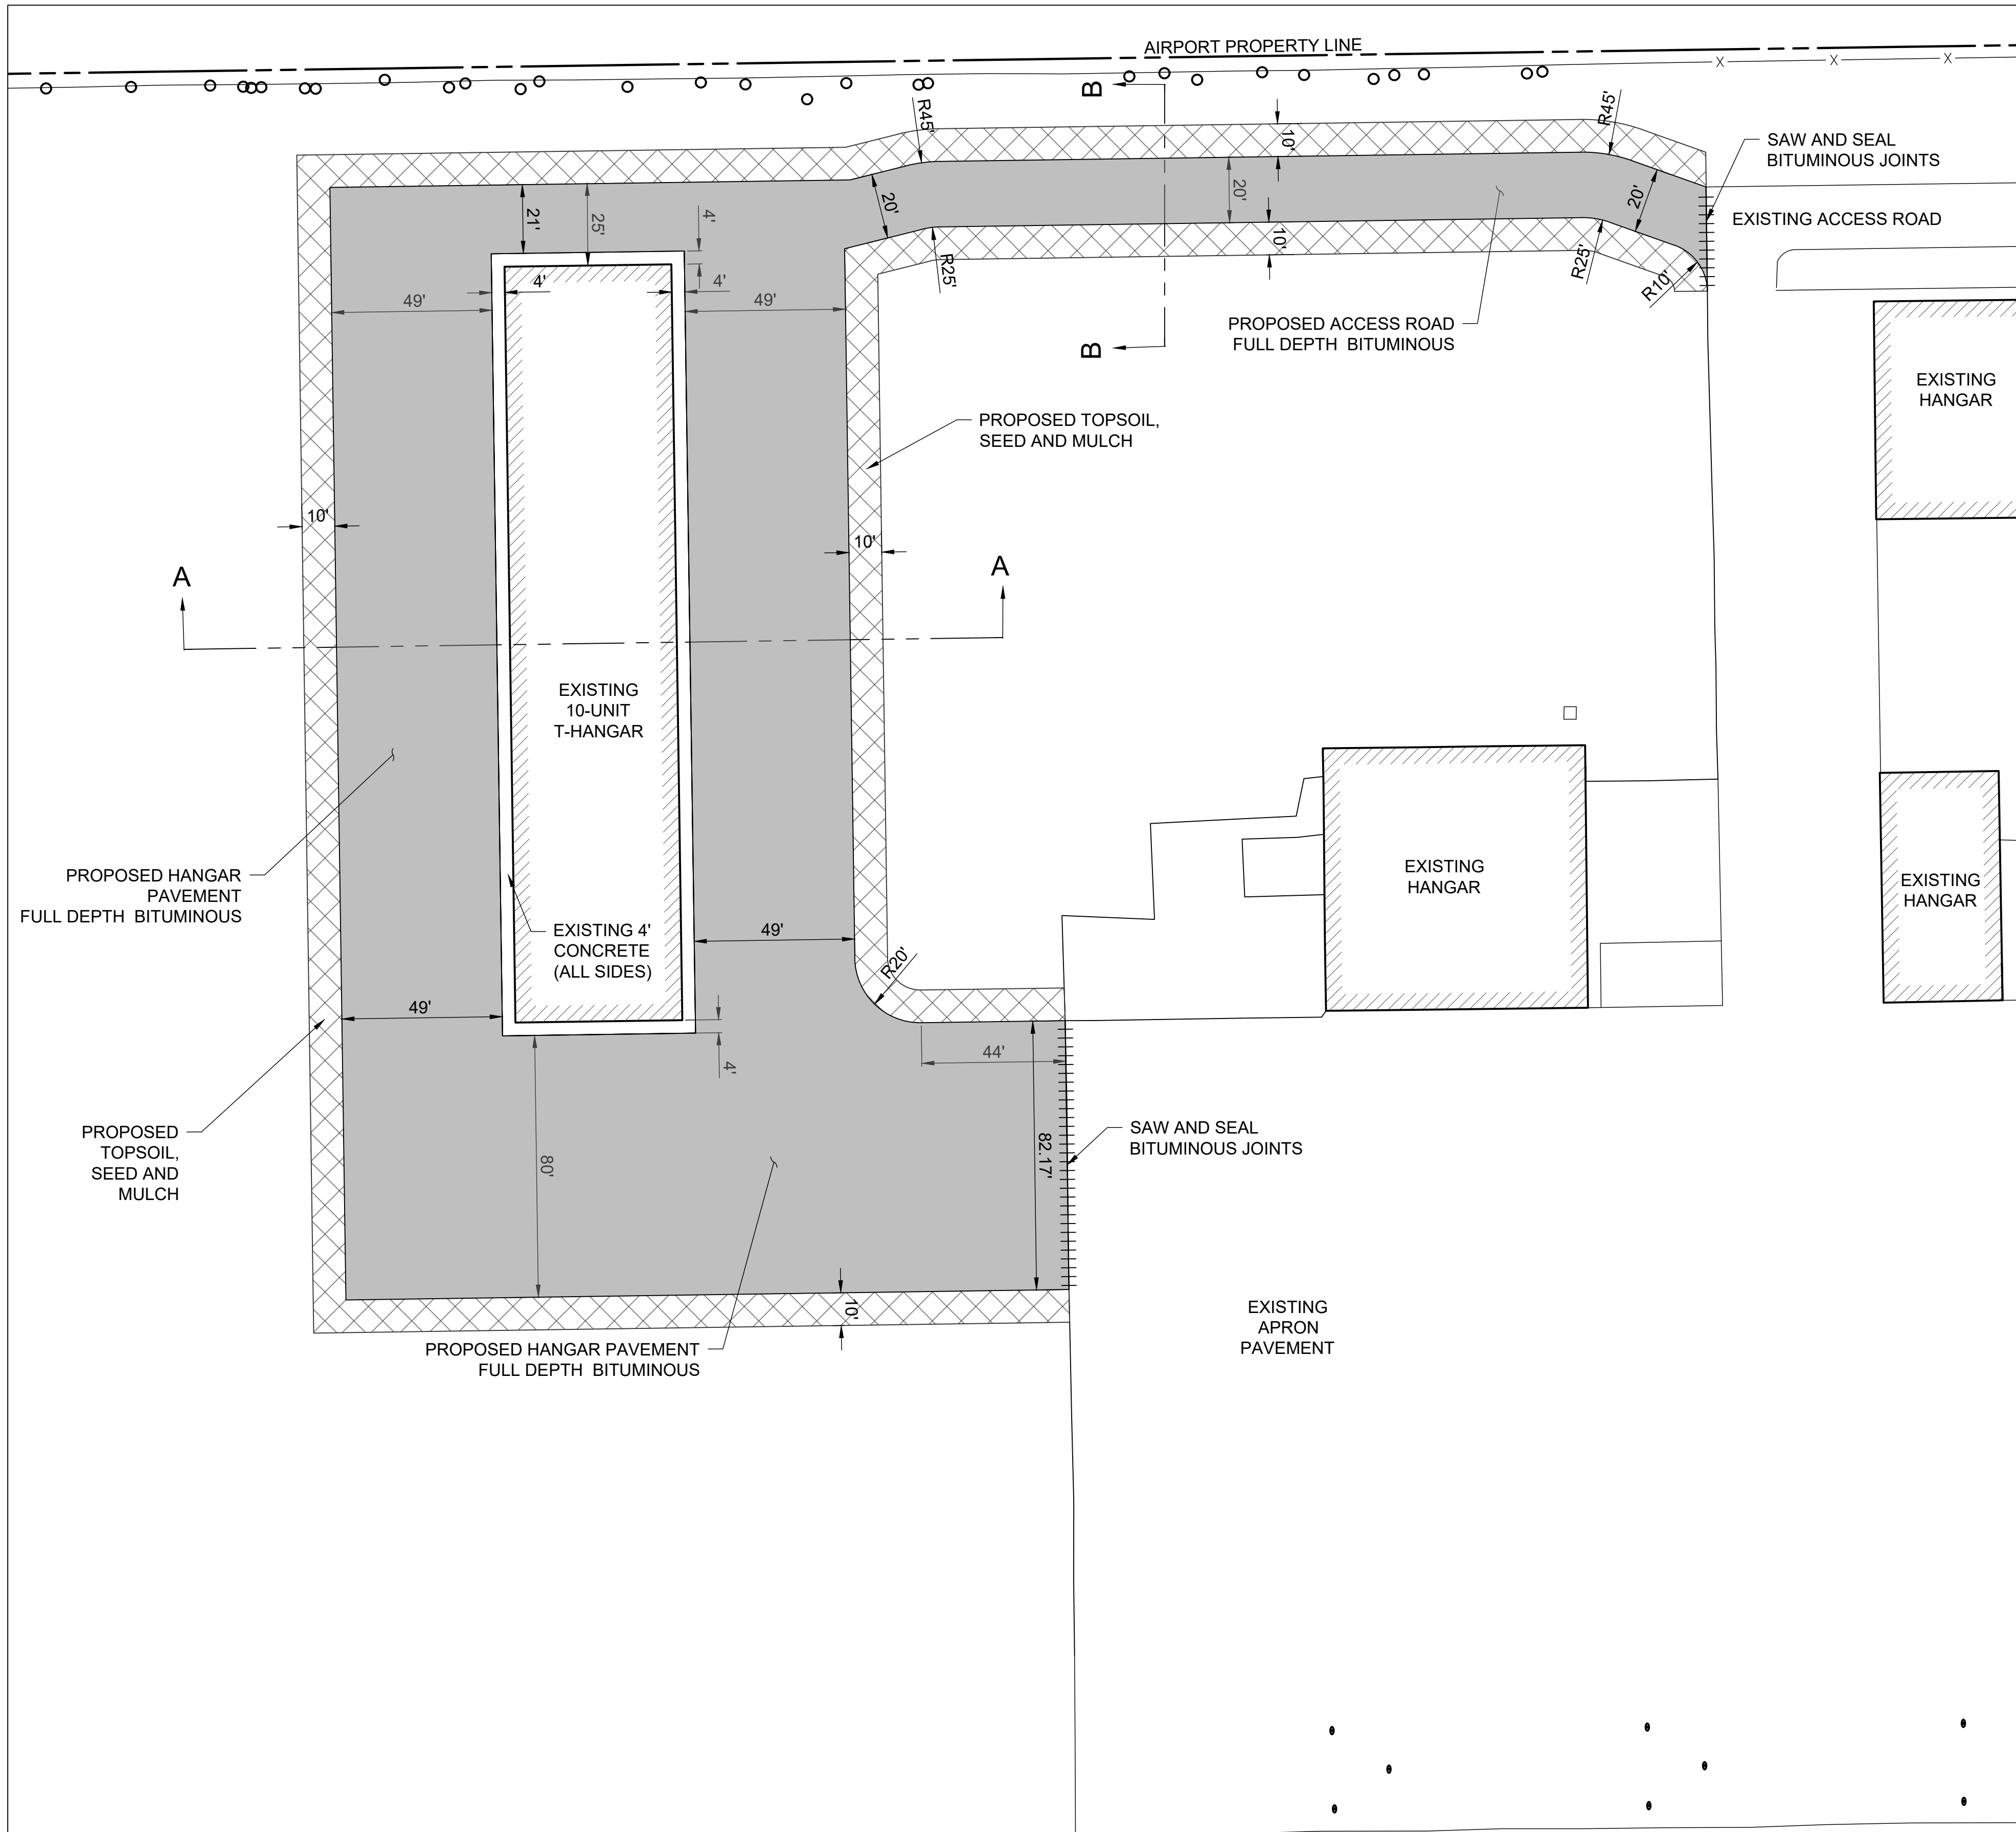 AIRPORT PROPERTY LINE
B
R45'
10'
R45'
SAW AND SEAL
BITUMINOUS JOINTS
EXISTING ACCESS ROAD
21'
25'
4'
20'
20'
20'
10'
R25'
R25'
R10'
4'
4'
49'
49'
PROPOSED ACCESS ROAD
FULL DEPTH BITUMINOUS
B
EXISTING
HANGAR
PROPOSED TOPSOIL,
SEED AND MULCH
10'
10'
A
A
EXISTING
10-UNIT
T-HANGAR
PROPOSED HANGAR
PAVEMENT
FULL DEPTH BITUMINOUS
EXISTING
HANGAR
EXISTING
HANGAR
EXISTING 4'
CONCRETE
(ALL SIDES)
49'
R20'
49'
4'
44'
PROPOSED
TOPSOIL,
SEED AND
MULCH
80'
82.17'
SAW AND SEAL
BITUMINOUS JOINTS
10'
PROPOSED HANGAR PAVEMENT
FULL DEPTH BITUMINOUS
EXISTING
APRON
PAVEMENT